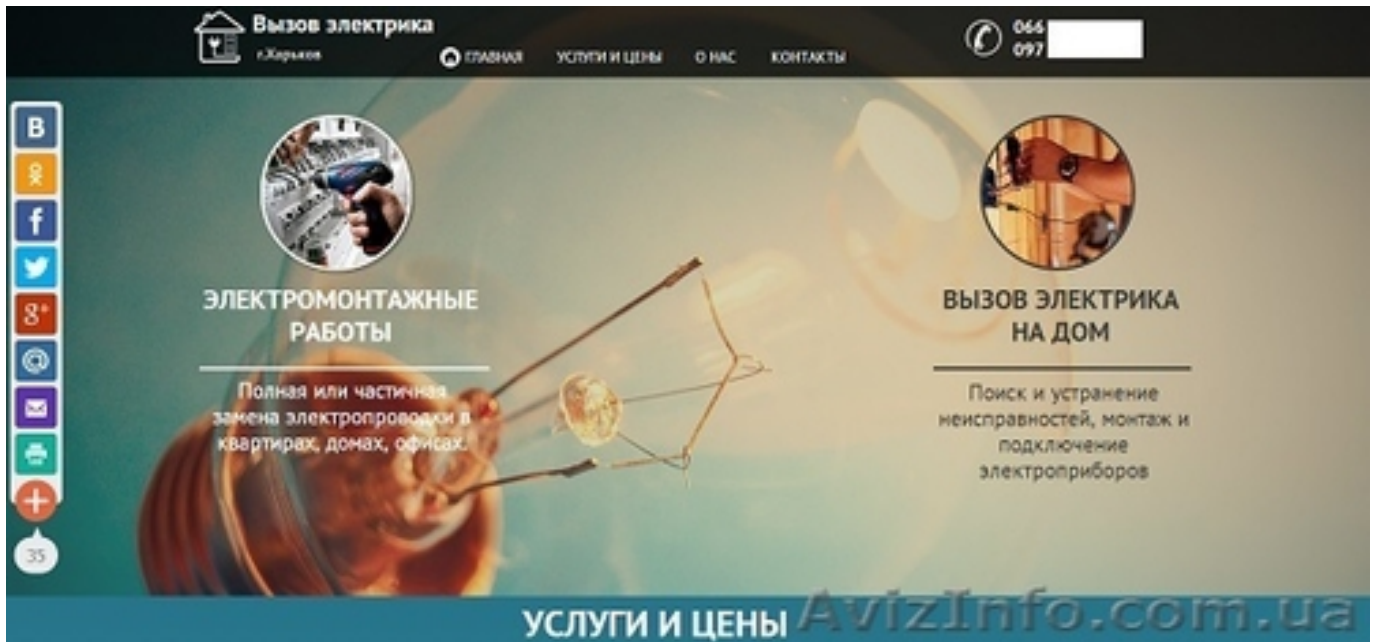 Вызов электрика
г.Харьков
ГЛАВНАЯ УСЛУГИ И ЦЕНЫ О НАС КОНТАКТЫ
066
097
В
f
g+
@
35
ЭЛЕКТРОМОНТАЖНЫЕ
РАБОТЫ
Полная или частичная
замена электропроводки в
квартирах, домах, офисах.
ВЫЗОВ ЭЛЕКТРИКА
НА ДОМ
Поиск и устранение
неисправностей, монтаж и
подключение
электроприборов
УСЛУГИ И ЦЕНЫ
AvizInfo.com.ua